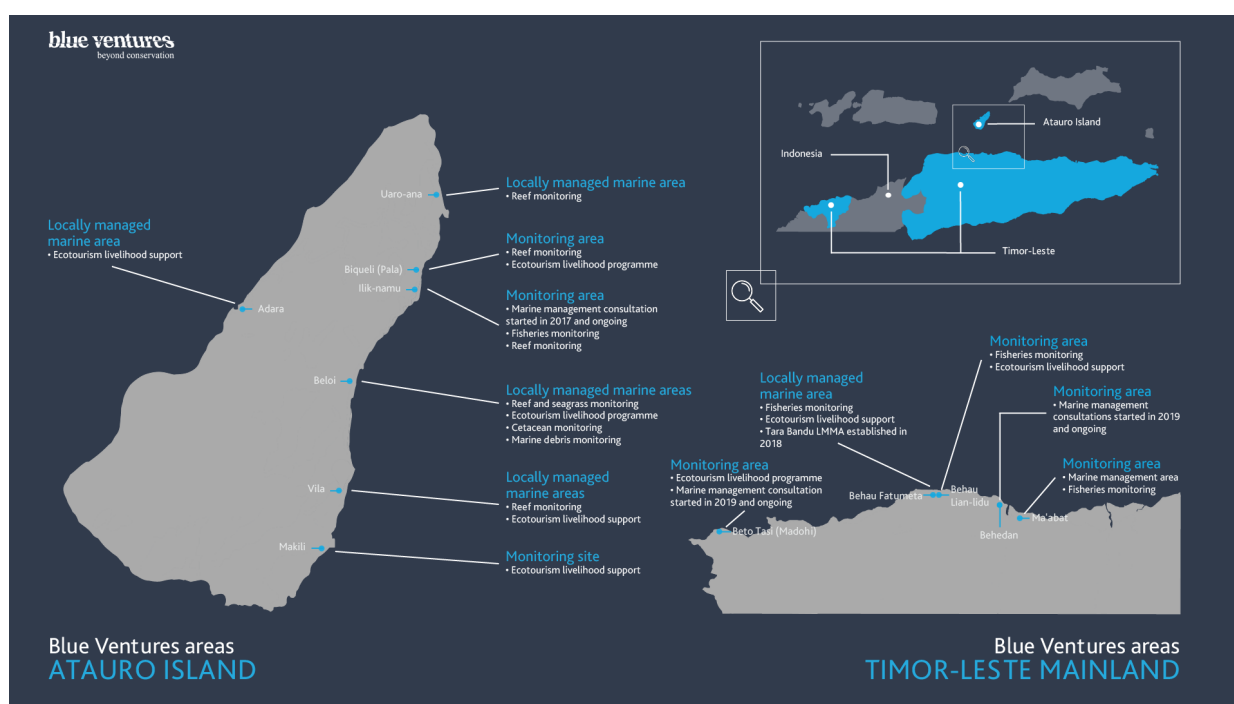 blue ventures
beyond conservation
Atauro Island
Indonesia
Timor-Leste
Uaro-ana
Locally managed marine area
• Reef monitoring
Locally managed
marine area
• Ecotourism livelihood support
Adara
Biqueli (Pala)
Monitoring area
• Reef monitoring
• Ecotourism livelihood programme
Ilik-namu
Monitoring area
• Marine management consultation
started in 2017 and ongoing
• Fisheries monitoring
• Reef monitoring
Beloi
Locally managed marine areas
• Reef and seagrass monitoring
• Ecotourism livelihood programme
• Cetacean monitoring
• Marine debris monitoring
Vila
Locally managed
marine areas
• Reef monitoring
• Ecotourism livelihood support
Makili
Monitoring site
• Ecotourism livelihood support
Monitoring area
• Ecotourism livelihood programme
• Marine management consultation
started in 2019 and ongoing
Beto Tasi (Madohi)
Locally managed
marine area
• Fisheries monitoring
• Ecotourism livelihood support
• Tara Bandu LMMA established in
2018
Behau Fatumeta
Monitoring area
• Fisheries monitoring
• Ecotourism livelihood support
Behau
Lian-lidu
Monitoring area
• Marine management
consultations started in 2019
and ongoing
Behedan
Monitoring area
• Marine management area
• Fisheries monitoring
Ma'abat
Blue Ventures areas
ATAURO ISLAND
Blue Ventures areas
TIMOR-LESTE MAINLAND